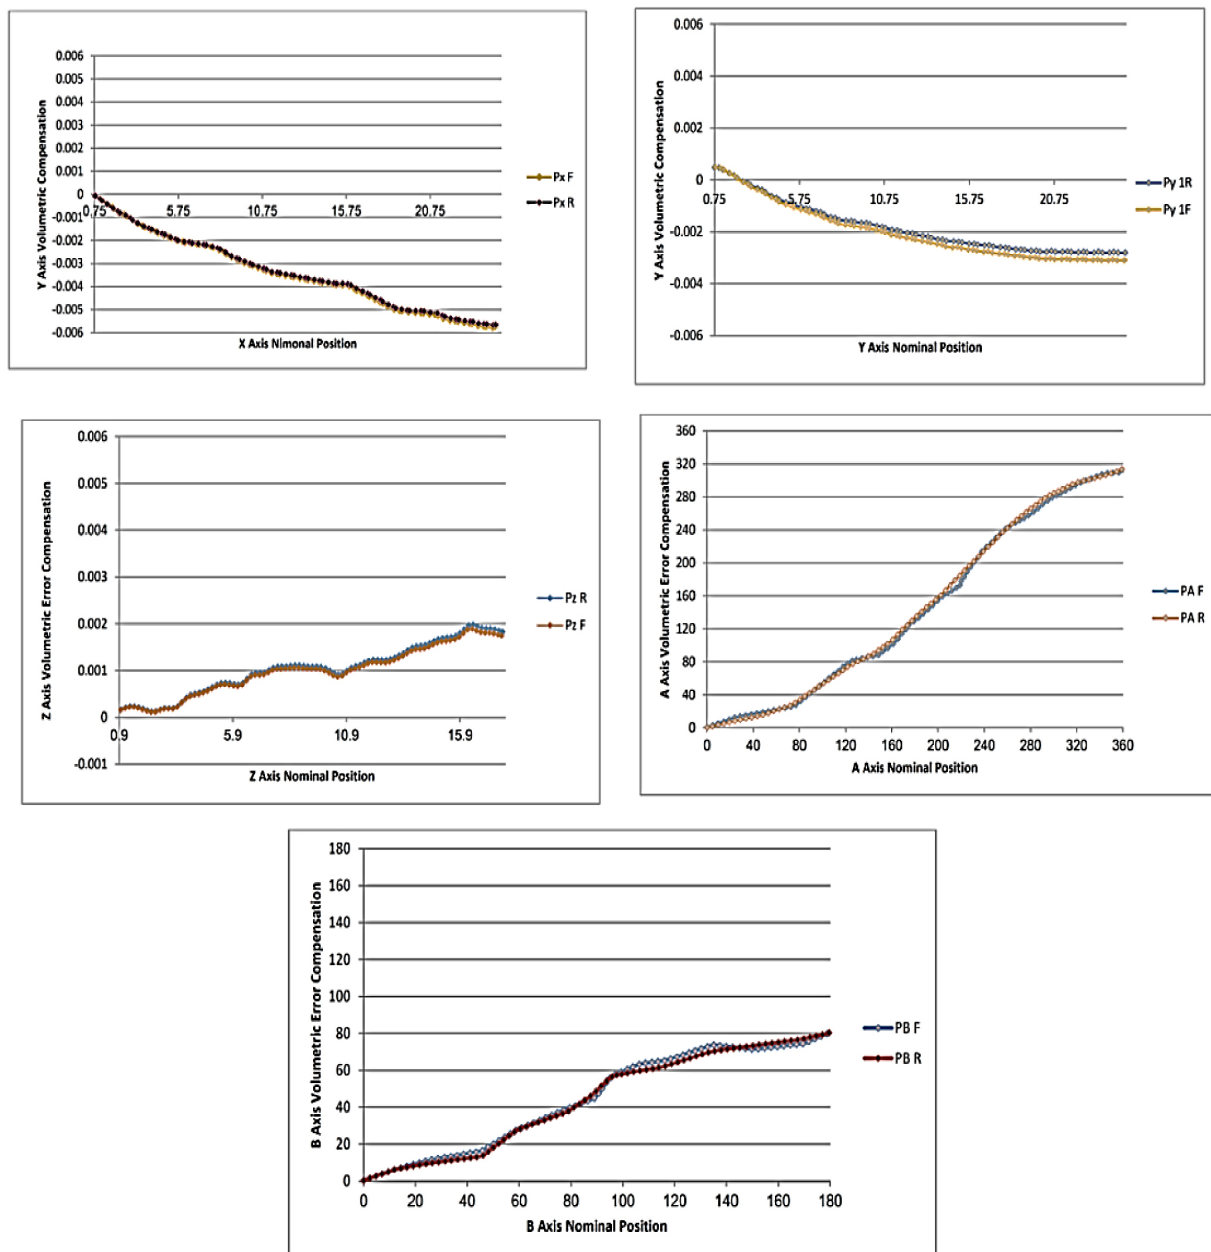 0.006
0.005
0.004
0.003
0.002
0.001
0
-0.001
-0.002
-0.003
-0.004
-0.005
-0.006
0.75
5.75
10.75
15.75
20.75
Y Axis Volumetric Compensation
X Axis Nimonal Position
Px F
Px R
0.006
0.004
0.002
0
-0.002
-0.004
-0.006
0.75
5.75
10.75
15.75
20.75
Y Axis Volumetric Compensation
Y Axis Nominal Position
Py 1R
Py 1F
0.006
0.005
0.004
0.003
0.002
0.001
0
-0.001
0.9
5.9
10.9
15.9
Z Axis Volumetric Error Compensation
Z Axis Nominal Position
Pz R
Pz F
360
320
280
240
200
160
120
80
40
0
0 40 80 120 160 200 240 280 320 360
A Axis Volumetric Error Compensation
A Axis Nominal Position
PA F
PA R
180
160
140
120
100
80
60
40
20
0
0 20 40 60 80 100 120 140 160 180
B Axis Volumetric Error Compensation
B Axis Nominal Position
PB F
PB R